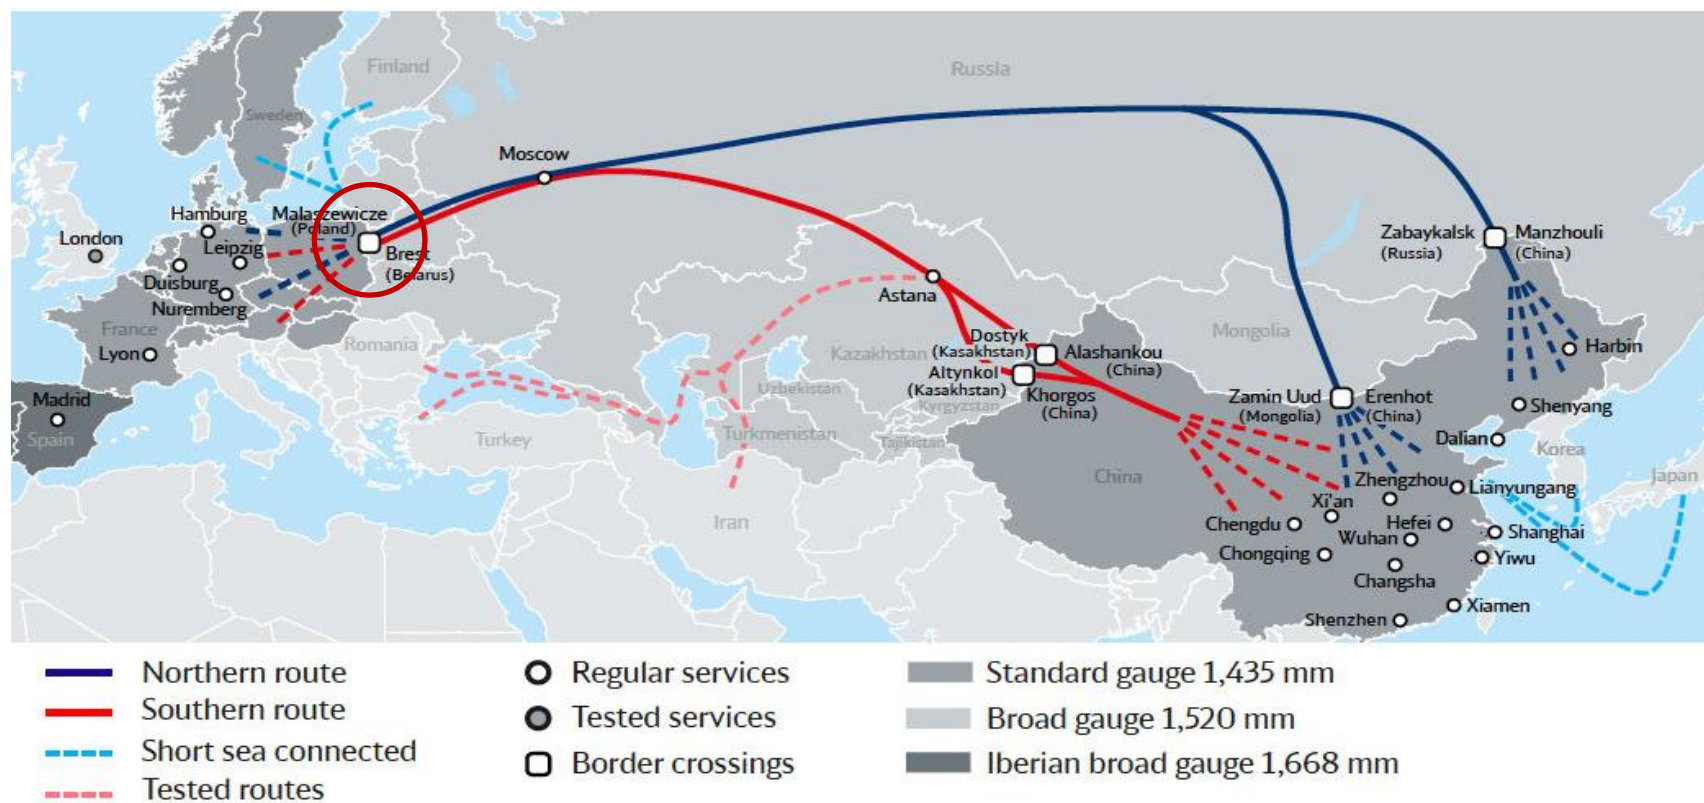 Finland
Russia
Sweden
Moscow
Hamburg
Malaszewicze
(Poland)
London
Leipzig
Brest
(Belarus)
Duisburg
Nuremberg
France
Lyon
Romania
Madrid
Spain
Turkey
Astana
Kazakhstan
Uzbekistan
Kyrgyzstan
Turkmenistan
Tajikistan
Iran
Dostyk
(Kasakhstan)
Alashankou
(China)
Altynkol
(Kasakhstan)
Khorgos
(China)
Mongolia
Zabaykalsk
(Russia)
Manzhouli
(China)
Harbin
Zamin Uud
(Mongolia)
Erenhot
(China)
Shenyang
Dalian
Korea
Japan
China
Zhengzhou
Lianyungang
Xi'an
Chengdu
Hefei
Shanghai
Wuhan
Chongqing
Yiwu
Changsha
Xiamen
Shenzhen
Northern route
Southern route
Short sea connected
Tested routes
Regular services
Tested services
Border crossings
Standard gauge 1,435 mm
Broad gauge 1,520 mm
Iberian broad gauge 1,668 mm